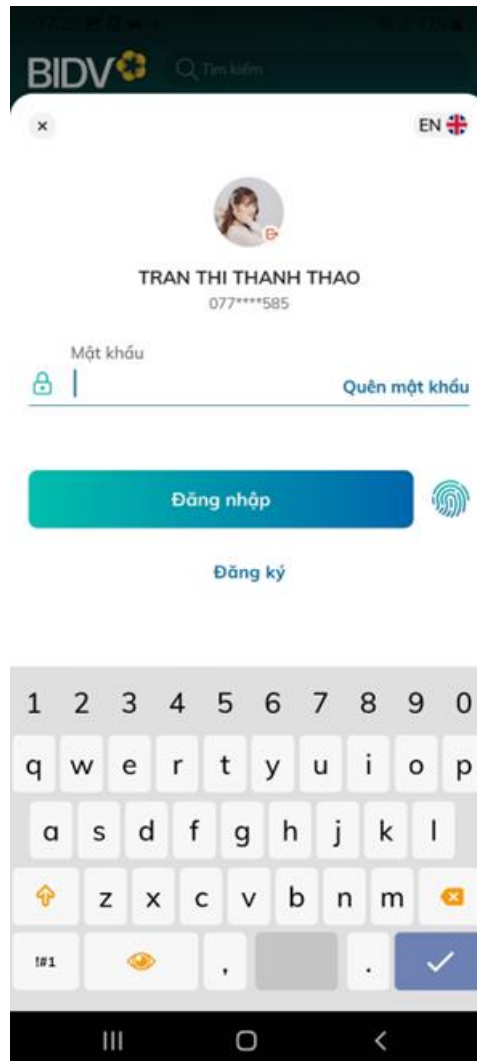 BIDV
Tìm kiếm
×
EN
TRAN THI THANH THAO
077****585
Mật khẩu
Quên mật khẩu
Đăng nhập
Đăng ký
1 2 3 4 5 6 7 8 9 0
q w e r t y u i o p
a s d f g h j k l
z x c v b n m
!#1 , .